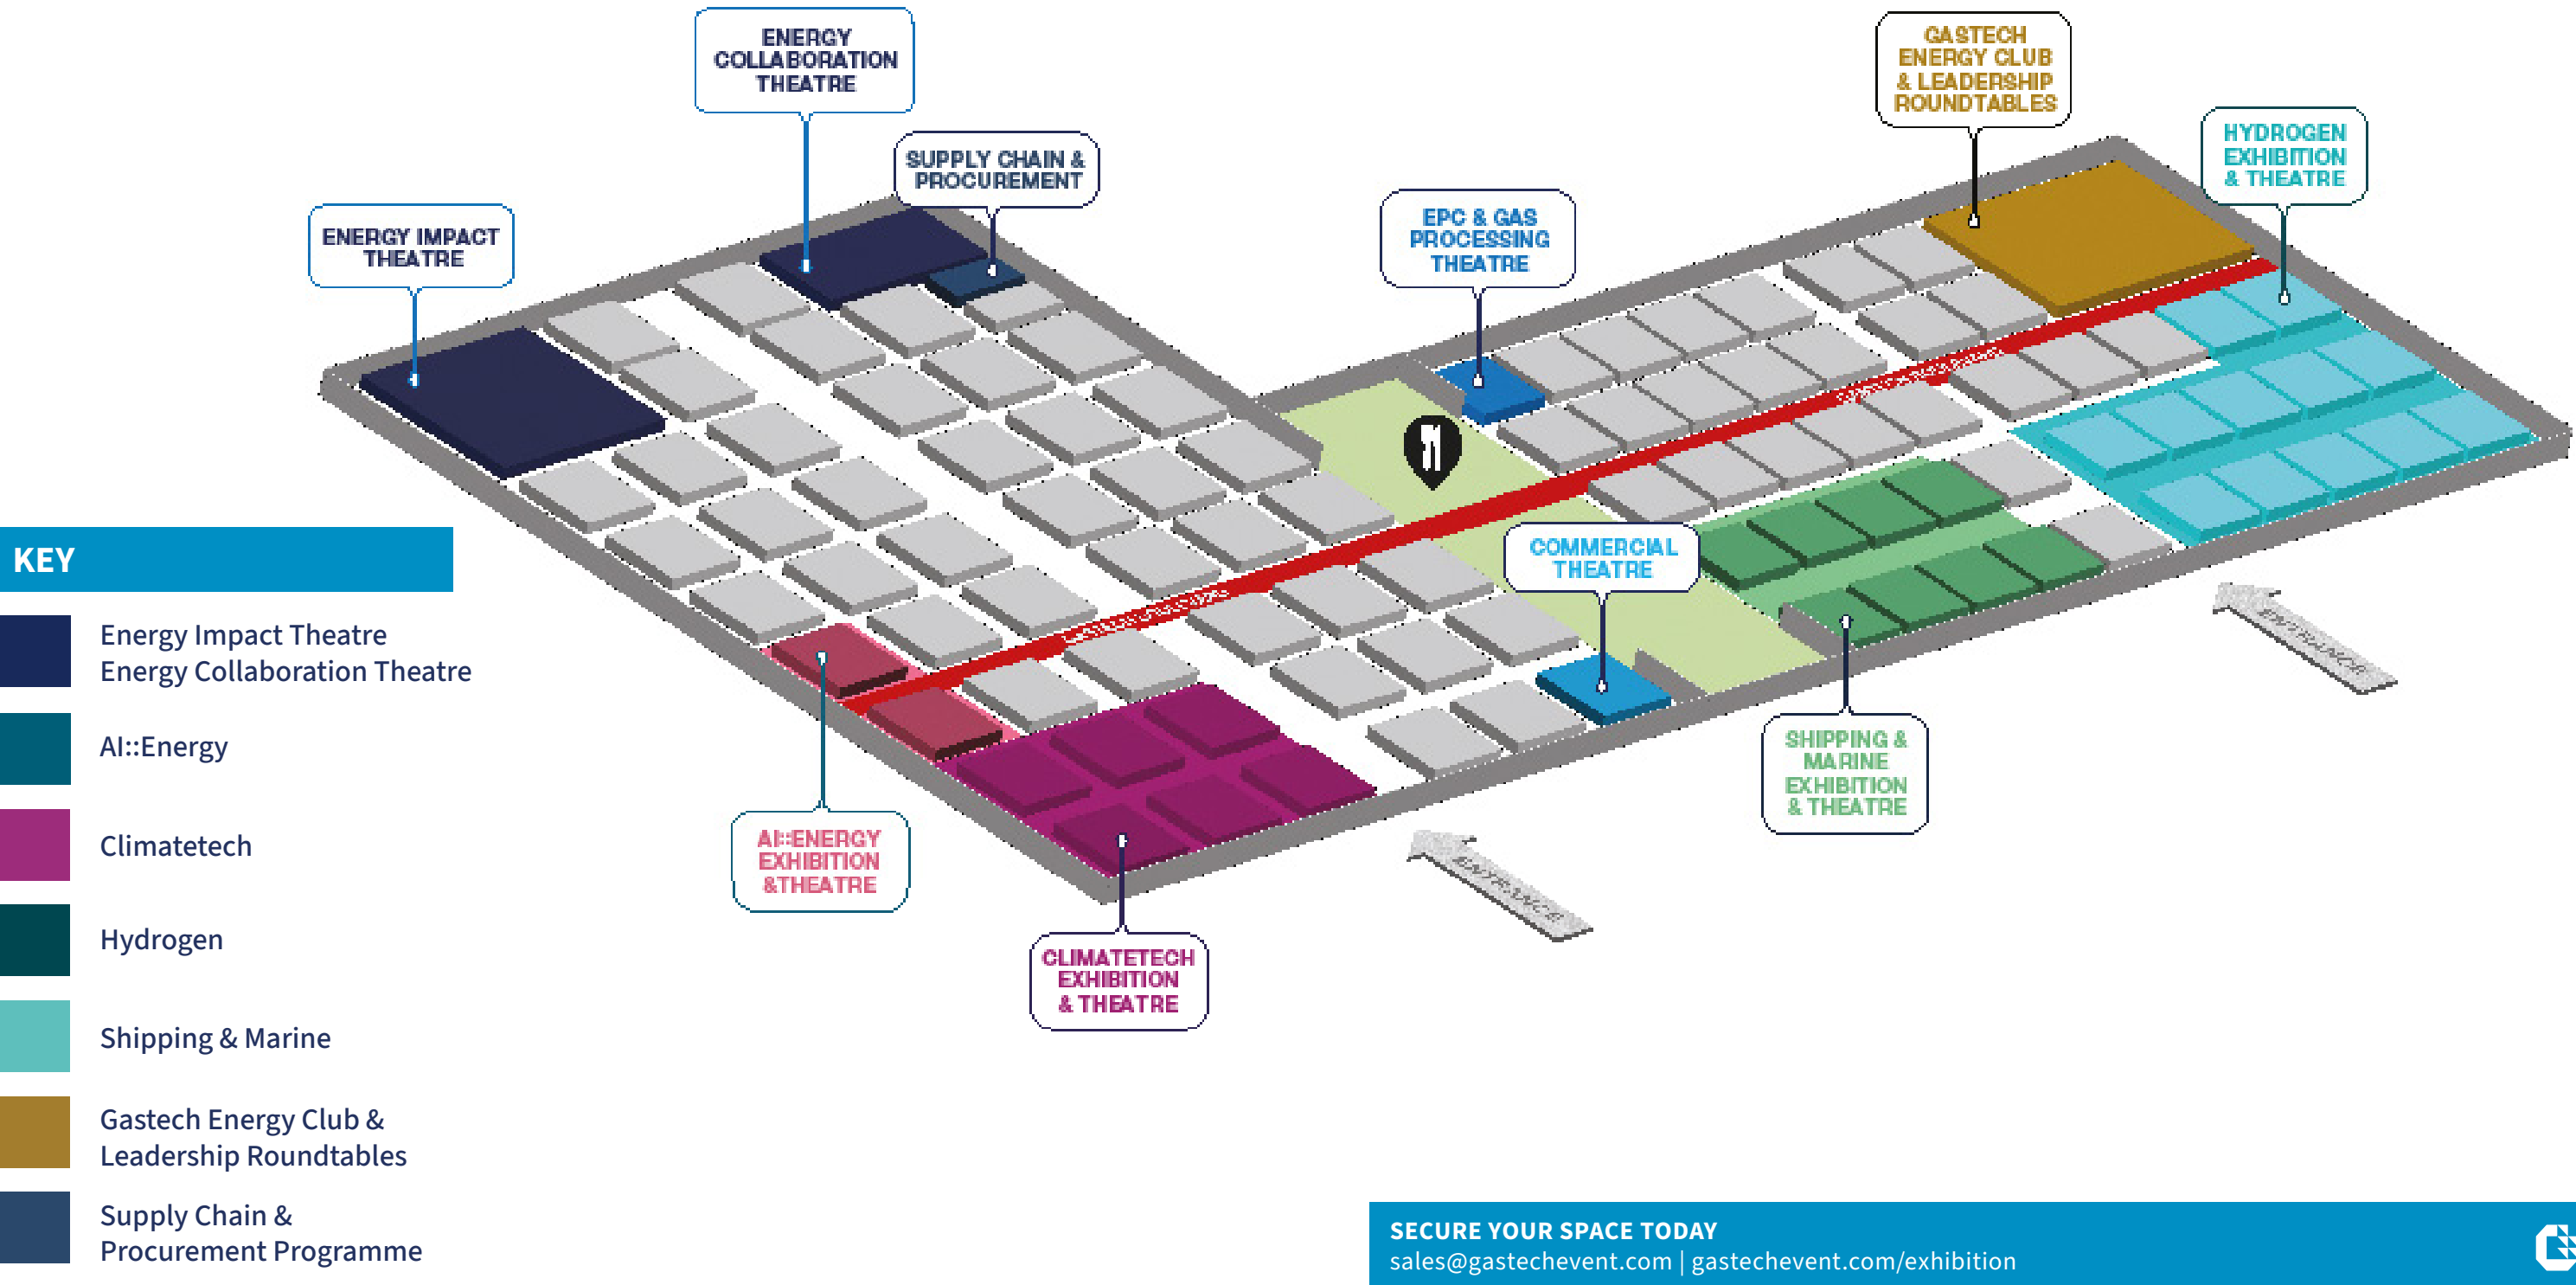 ENERGY
COLLABORATION
THEATRE
GASTECH
ENERGY CLUB
& LEADERSHIP
ROUNDTABLES
SUPPLY CHAIN &
PROCUREMENT
HYDROGEN
EXHIBITION
& THEATRE
ENERGY IMPACT
THEATRE
EPC & GAS
PROCESSING
THEATRE
COMMERCIAL
THEATRE
ENTRANCE
SHIPPING &
MARINE
EXHIBITION
& THEATRE
AI::ENERGY
EXHIBITION
&THEATRE
ENTRANCE
CLIMATETECH
EXHIBITION
& THEATRE
KEY
Energy Impact Theatre
Energy Collaboration Theatre
AI::Energy
Climatetech
Hydrogen
Shipping & Marine
Gastech Energy Club &
Leadership Roundtables
Supply Chain &
Procurement Programme
SECURE YOUR SPACE TODAY
sales@gastechevent.com | gastechevent.com/exhibition